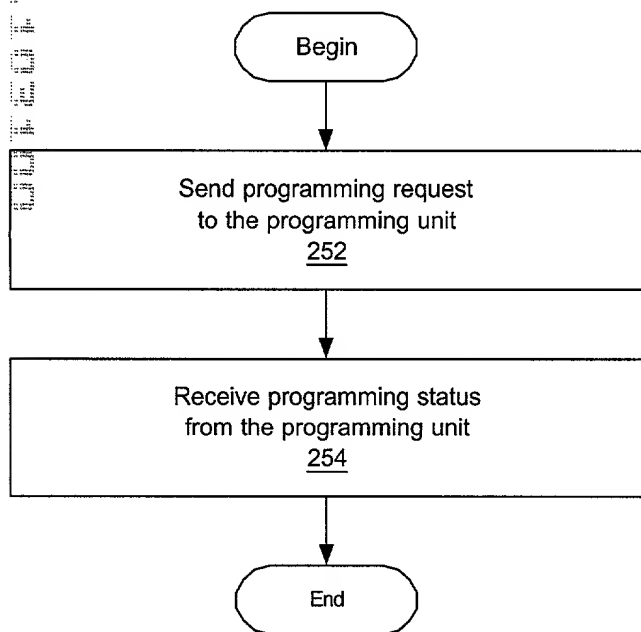 Begin
Send programming request
to the programming unit
252
Receive programming status
from the programming unit
254
End